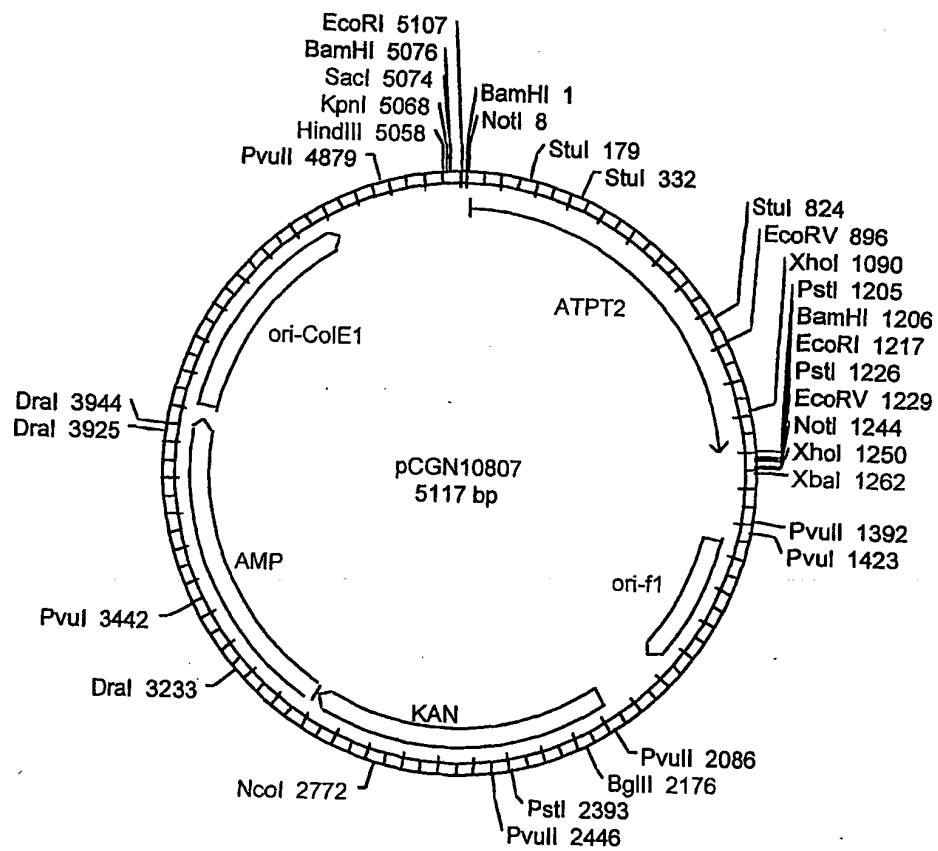 EcoRI 5107
BamHI 5076
SacI 5074
KpnI 5068
HindIII 5058
PvuII 4879
BamHI 1
NotI 8
StuI 179
StuI 332
StuI 824
EcoRV 896
XhoI 1090
PstI 1205
BamHI 1206
EcoRI 1217
PstI 1226
EcoRV 1229
NotI 1244
XhoI 1250
XbaI 1262
PvuII 1392
PvuI 1423
ATPT2
ori-ColE1
DraI 3944
DraI 3925
pCGN10807
5117 bp
AMP
ori-f1
PvuI 3442
DraI 3233
KAN
NcoI 2772
PvuII 2086
BglII 2176
PstI 2393
PvuII 2446